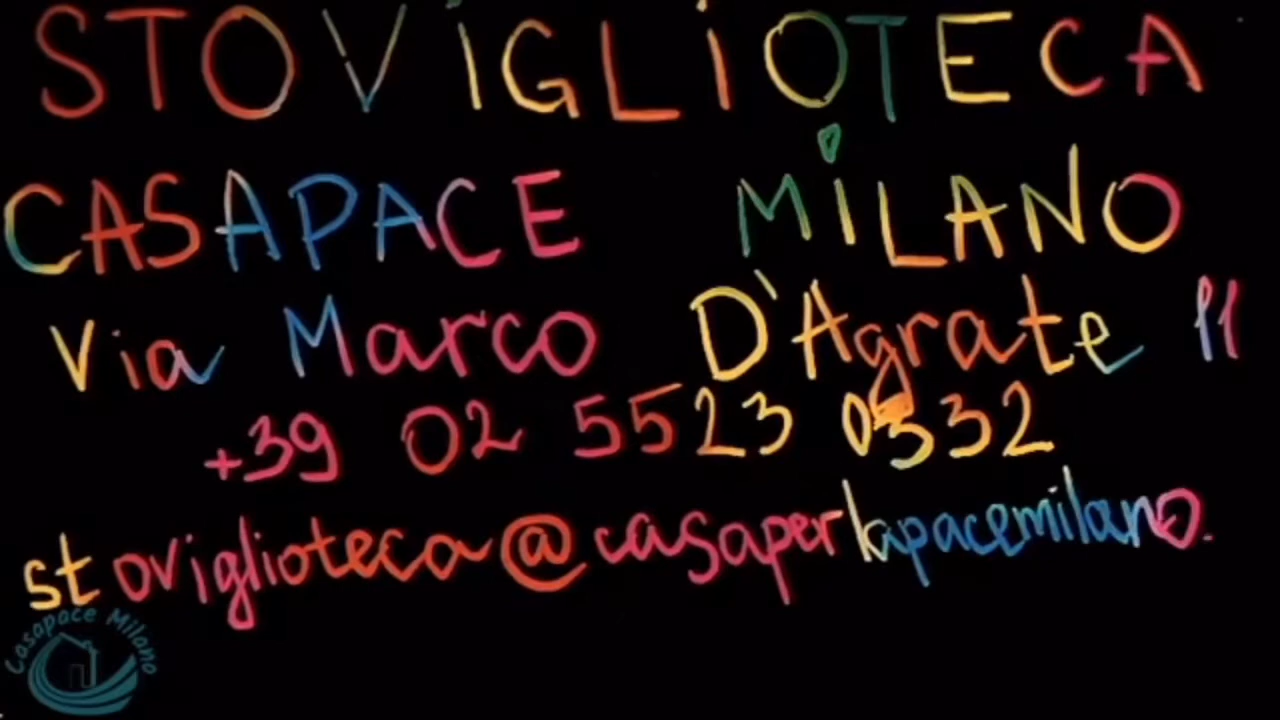 STOViGLiOTECA
CASAPACE MiLANO
Via Marco D'Agrate 11
+39 02 5523 0332
stoviglioteca@casaperlapacemilano.
Casapace Milano